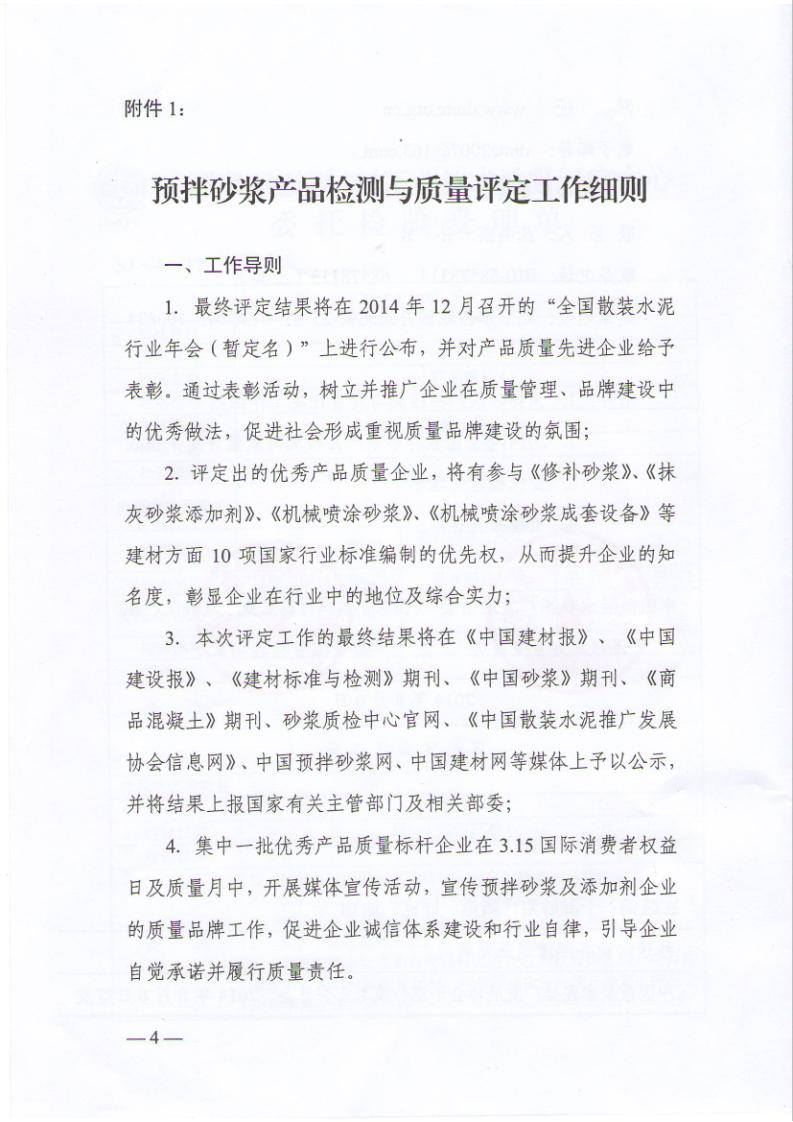 附件 1：
预拌砂浆产品检测与质量评定工作细则
一、工作导则
1. 最终评定结果将在 2014 年 12 月召开的“全国散装水泥
行业年会（暂定名）”上进行公布，并对产品质量先进企业给予
表彰。通过表彰活动，树立并推广企业在质量管理、品牌建设中
的优秀做法，促进社会形成重视质量品牌建设的氛围；
2. 评定出的优秀产品质量企业，将有参与《修补砂浆》、《抹
灰砂浆添加剂》、《机械喷涂砂浆》、《机械喷涂砂浆成套设备》等
建材方面 10 项国家行业标准编制的优先权，从而提升企业的知
名度，彰显企业在行业中的地位及综合实力；
3. 本次评定工作的最终结果将在《中国建材报》、《中国
建设报》、《建材标准与检测》期刊、《中国砂浆》期刊、《商
品混凝土》期刊、砂浆质检中心官网、《中国散装水泥推广发展
协会信息网》、中国预拌砂浆网、中国建材网等媒体上予以公示，
并将结果上报国家有关主管部门及相关部委；
4. 集中一批优秀产品质量标杆企业在 3.15 国际消费者权益
日及质量月中，开展媒体宣传活动，宣传预拌砂浆及添加剂企业
的质量品牌工作，促进企业诚信体系建设和行业自律，引导企业
自觉承诺并履行质量责任。
— 4 —